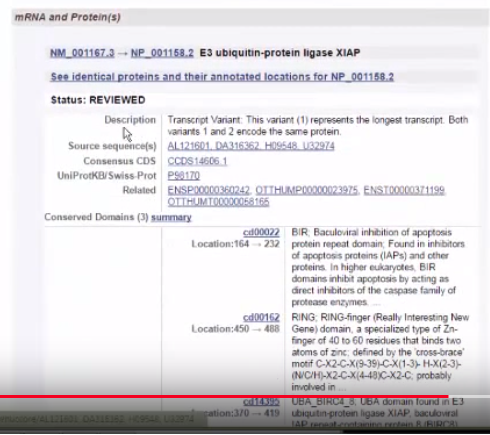 mRNA and Protein(s)
NM_001167.3 → NP_001158.2 E3 ubiquitin-protein ligase XIAP
See identical proteins and their annotated locations for NP_001158.2
Status: REVIEWED
Description Transcript Variant: This variant (1) represents the longest transcript. Both
variants 1 and 2 encode the same protein.
Source sequence(s) AL121601, DA316362, H09548, U32974
Consensus CDS CCDS14606.1
UniProtKB/Swiss-Prot P98170
Related ENSP00000360242, OTTHUMP00000023975, ENST00000371199,
OTTHUMT00000058165
Conserved Domains (3) summary
cd00022 BIR; Baculoviral inhibition of apoptosis
Location:164 → 232 protein repeat domain; Found in inhibitors
of apoptosis proteins (IAPs) and other
proteins. In higher eukaryotes, BIR
domains inhibit apoptosis by acting as
direct inhibitors of the caspase family of
protease enzymes. ...
cd00162 RING; RING-finger (Really Interesting New
Location:450 → 488 Gene) domain, a specialized type of Zn-
finger of 40 to 60 residues that binds two
atoms of zinc; defined by the 'cross-brace'
motif C-X2-C-X(9-39)-C-X(1-3)- H-X(2-3)-
(N/C/H)-X2-C-X(4-48)C-X2-C; probably
involved in ...
cd14395 UBA_BIRC4_8; UBA domain found in E3
cation:370 → 419 ubiquitin-protein ligase XIAP, baculoviral
IAP repeat-containing protein 8 (BIRC8)
AL121601, DA316362, H09548, U32974